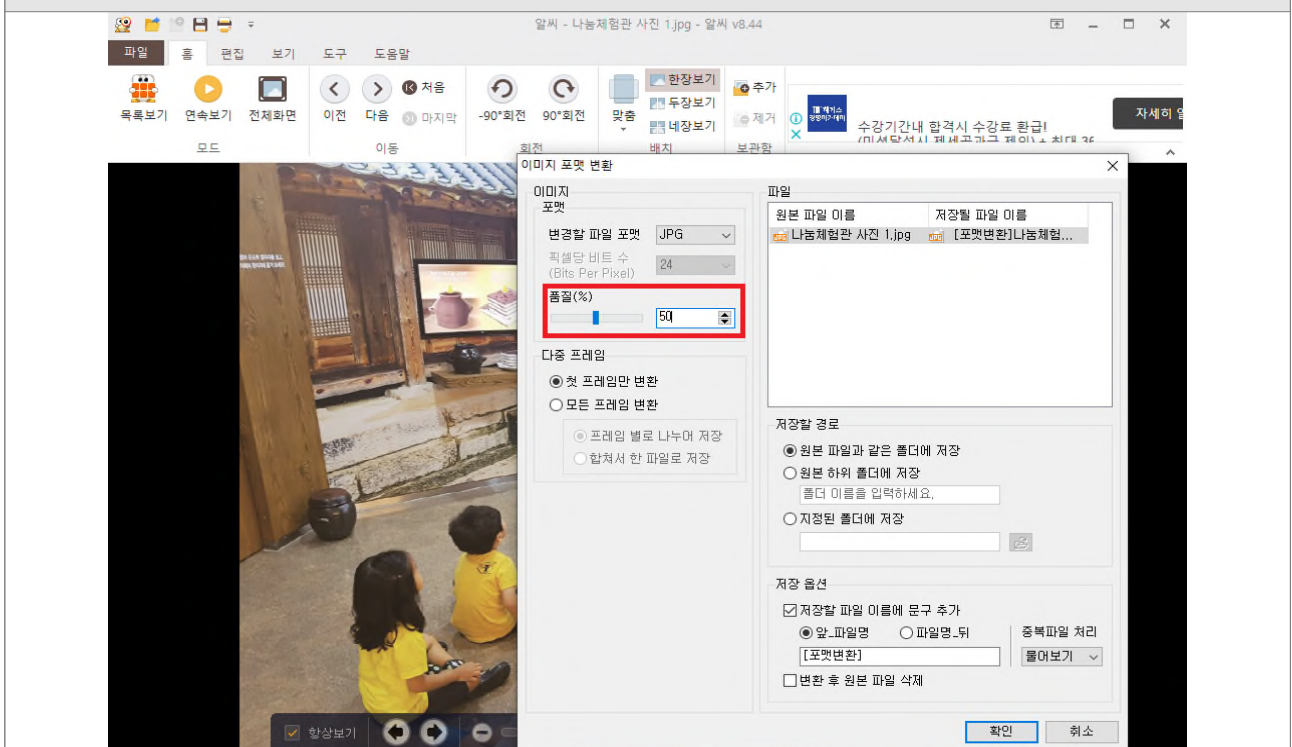 알씨 - 나눔체험관 사진 1.jpg - 알씨 v8.44
파일 홈 편집 보기 도구 도움말
목록보기 연속보기 전체화면
모드
이전 다음 처음 마지막
이동
-90°회전 90°회전
회전
맞춤 한장보기 두장보기 네장보기
배치
추가 제거
보관함
수강기간내 합격시 수강료 환급!
자세히
이미지 포맷 변환
이미지
포맷
변경할 파일 포맷 JPG
픽셀당 비트 수
(Bits Per Pixel) 24
품질(%)
50
다중 프레임
첫 프레임만 변환
모든 프레임 변환
프레임 별로 나누어 저장
합쳐서 한 파일로 저장
파일
원본 파일 이름 저장될 파일 이름
나눔체험관 사진 1.jpg [포맷변환]나눔체험...
저장할 경로
원본 파일과 같은 폴더에 저장
원본 하위 폴더에 저장
폴더 이름을 입력하세요.
지정된 폴더에 저장
저장 옵션
저장할 파일 이름에 문구 추가
앞_파일명 파일명_뒤
[포맷변환]
중복파일 처리
물어보기
변환 후 원본 파일 삭제
확인 취소
항상보기